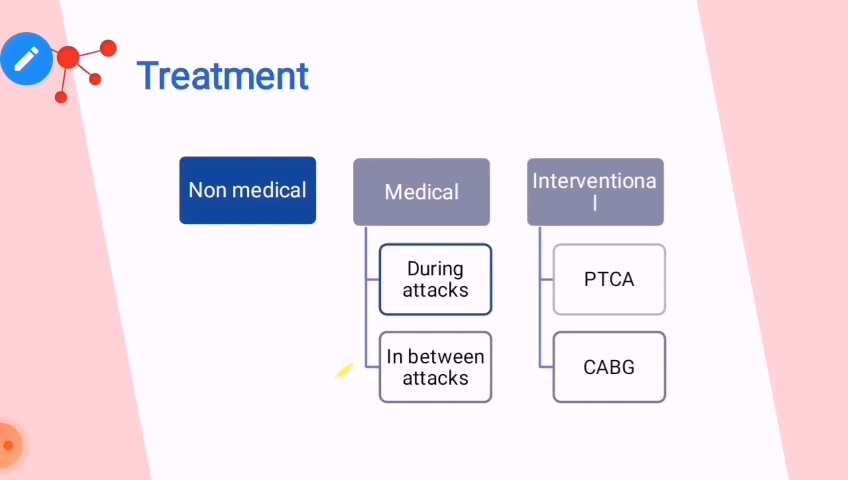 Treatment
Non medical
Medical
During
attacks
In between
attacks
Interventiona
l
PTCA
CABG